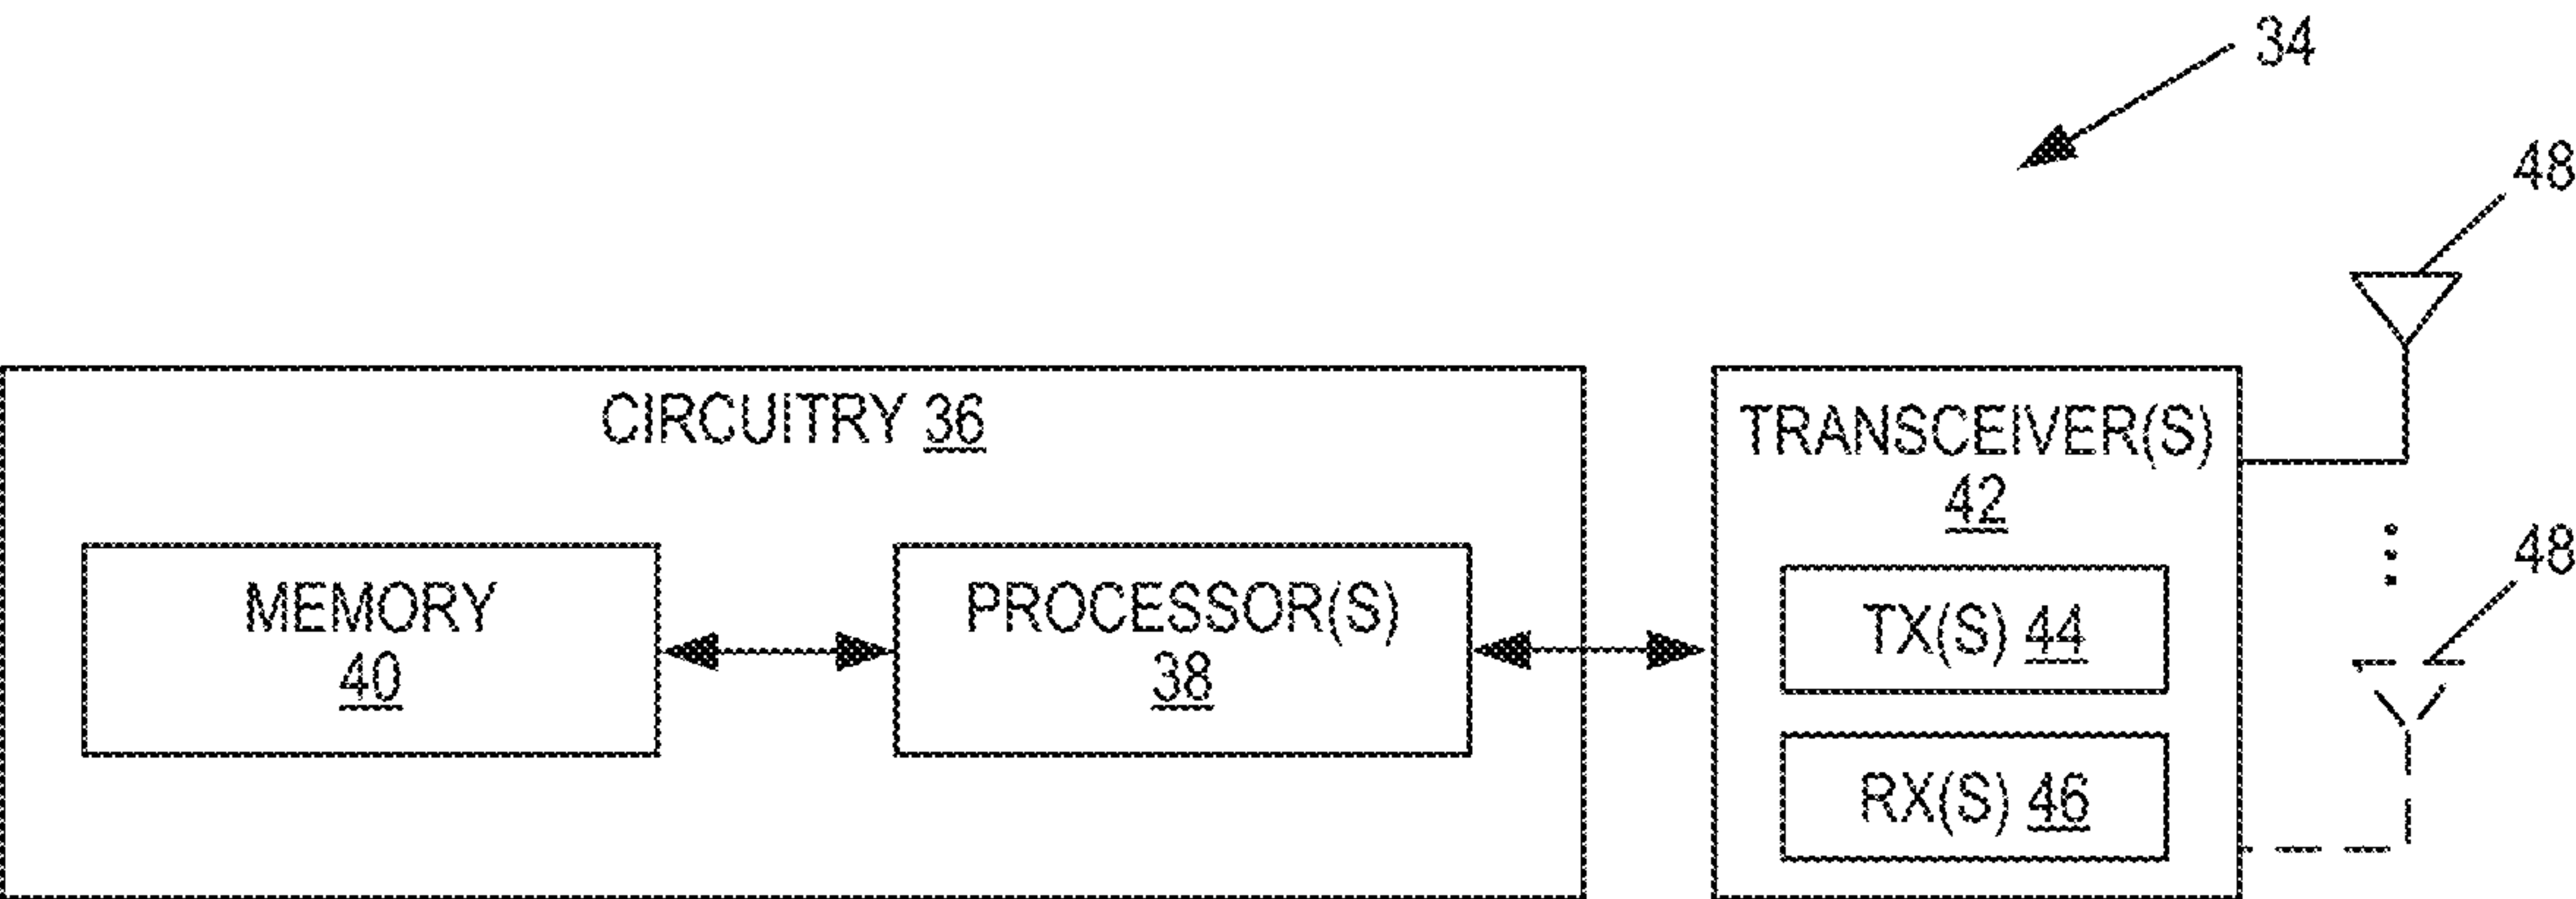 34
48
CIRCUITRY 36
TRANSCEIVER(S)
42
48
MEMORY
40
PROCESSOR(S)
38
TX(S) 44
RX(S) 46